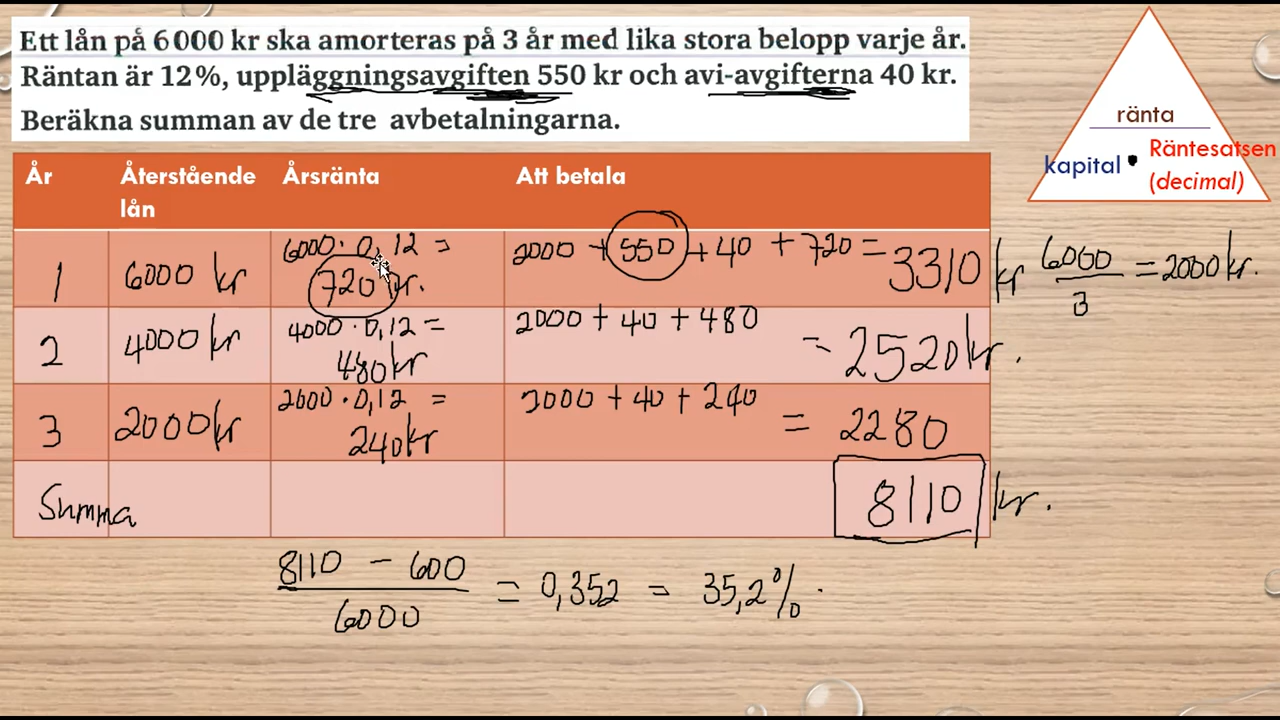 Ett lån på 6 000 kr ska amorteras på 3 år med lika stora belopp varje år.
Räntan är 12 %, uppläggningsavgiften 550 kr och avi-avgifterna 40 kr.
Beräkna summan av de tre avbetalningarna.
ränta
kapital • Räntesatsen
(decimal)
År Återstående lån Årsränta Att betala
1 6000 kr 6000 · 0,12 = 720 kr. 2000 + 550 + 40 + 720 = 3310 kr
6000 / 3 = 2000 kr.
2 4000 kr 4000 · 0,12 = 480 kr 2000 + 40 + 480 = 2520 kr.
3 2000 kr 2000 · 0,12 = 240 kr 2000 + 40 + 240 = 2280
Summa 8110 kr.
8110 - 600
6000
= 0,352 = 35,2 % .